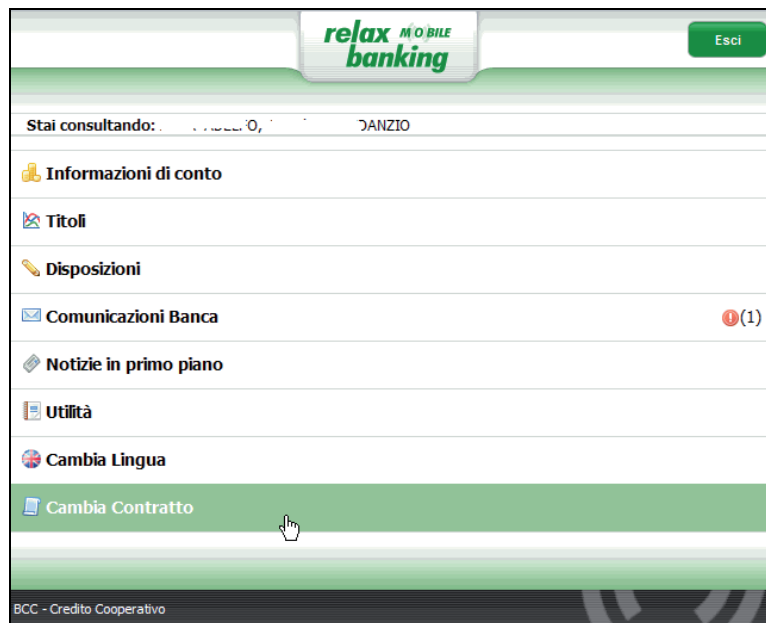 relax MOBILE
banking
Esci
Stai consultando:
Informazioni di conto
Titoli
Disposizioni
Comunicazioni Banca
(1)
Notizie in primo piano
Utilità
Cambia Lingua
Cambia Contratto
BCC - Credito Cooperativo